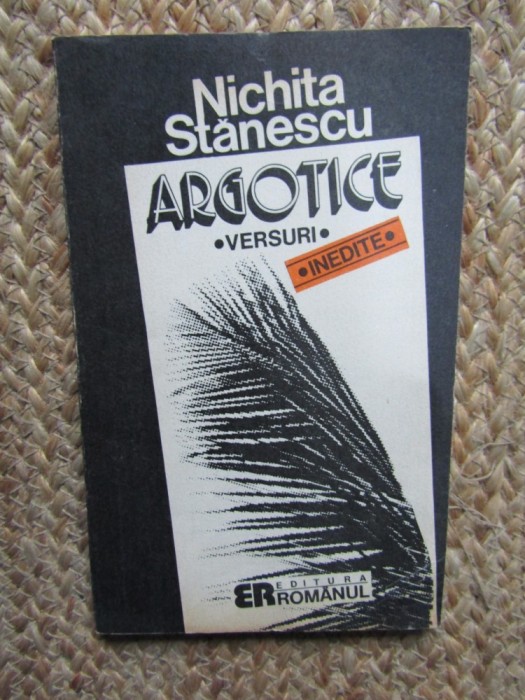 Nichita
Stănescu
ARGOTICE
•VERSURI•
•INEDITE•
ER EDITURA
ROMÂNUL